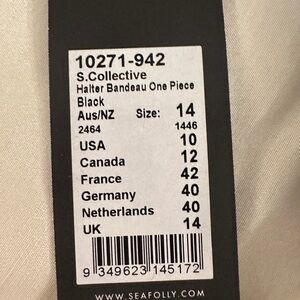 10271-942
S.Collective
Halter Bandeau One Piece
Black
Aus/NZ Size: 14
2464 1446
USA 10
Canada 12
France 42
Germany 40
Netherlands 40
UK 14
9 349623 145172
WWW.SEAFOLLY.COM